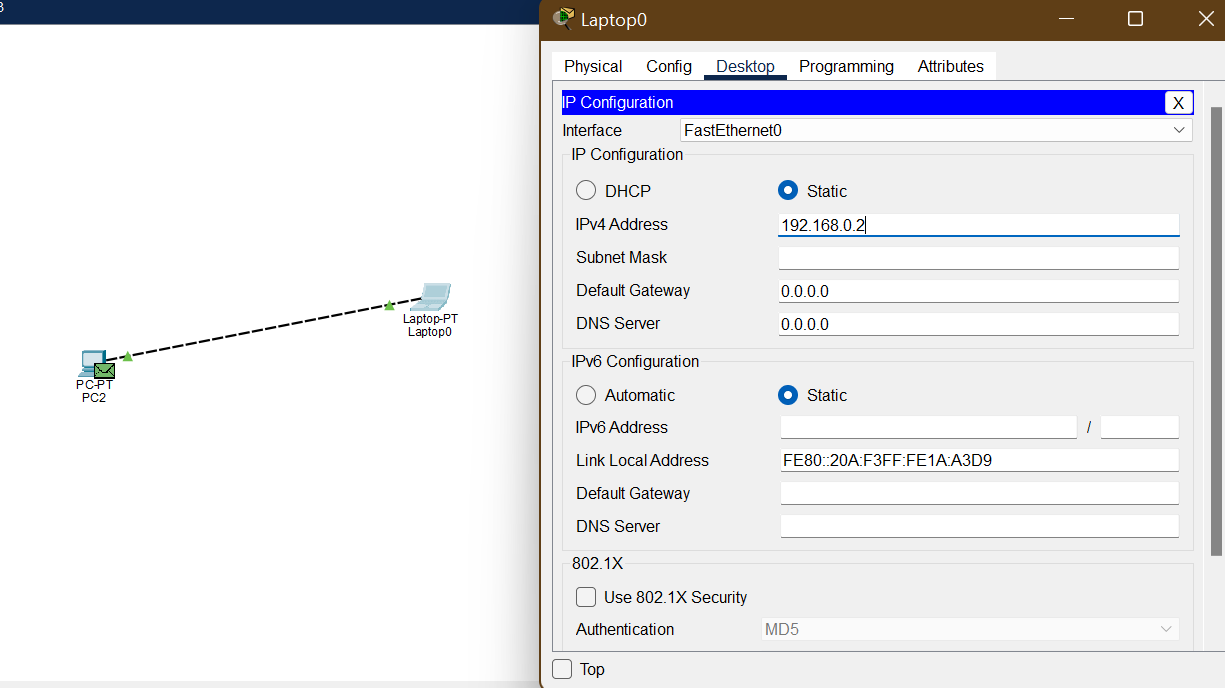 3
Laptop0
Physical Config Desktop Programming Attributes
IP Configuration X
Interface FastEthernet0
IP Configuration
DHCP Static
IPv4 Address 192.168.0.2
Subnet Mask
Default Gateway 0.0.0.0
DNS Server 0.0.0.0
IPv6 Configuration
Automatic Static
IPv6 Address /
Link Local Address FE80::20A:F3FF:FE1A:A3D9
Default Gateway
DNS Server
802.1X
Use 802.1X Security
Authentication MD5
Top
Laptop-PT
Laptop0
PC-PT
PC2